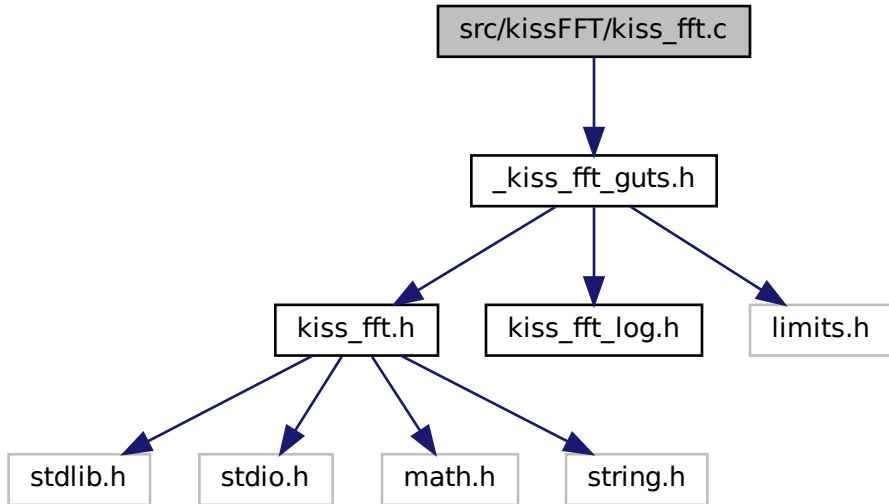 src/kissFFT/kiss_fft.c
_kiss_fft_guts.h
kiss_fft.h
kiss_fft_log.h
limits.h
stdlib.h
stdio.h
math.h
string.h